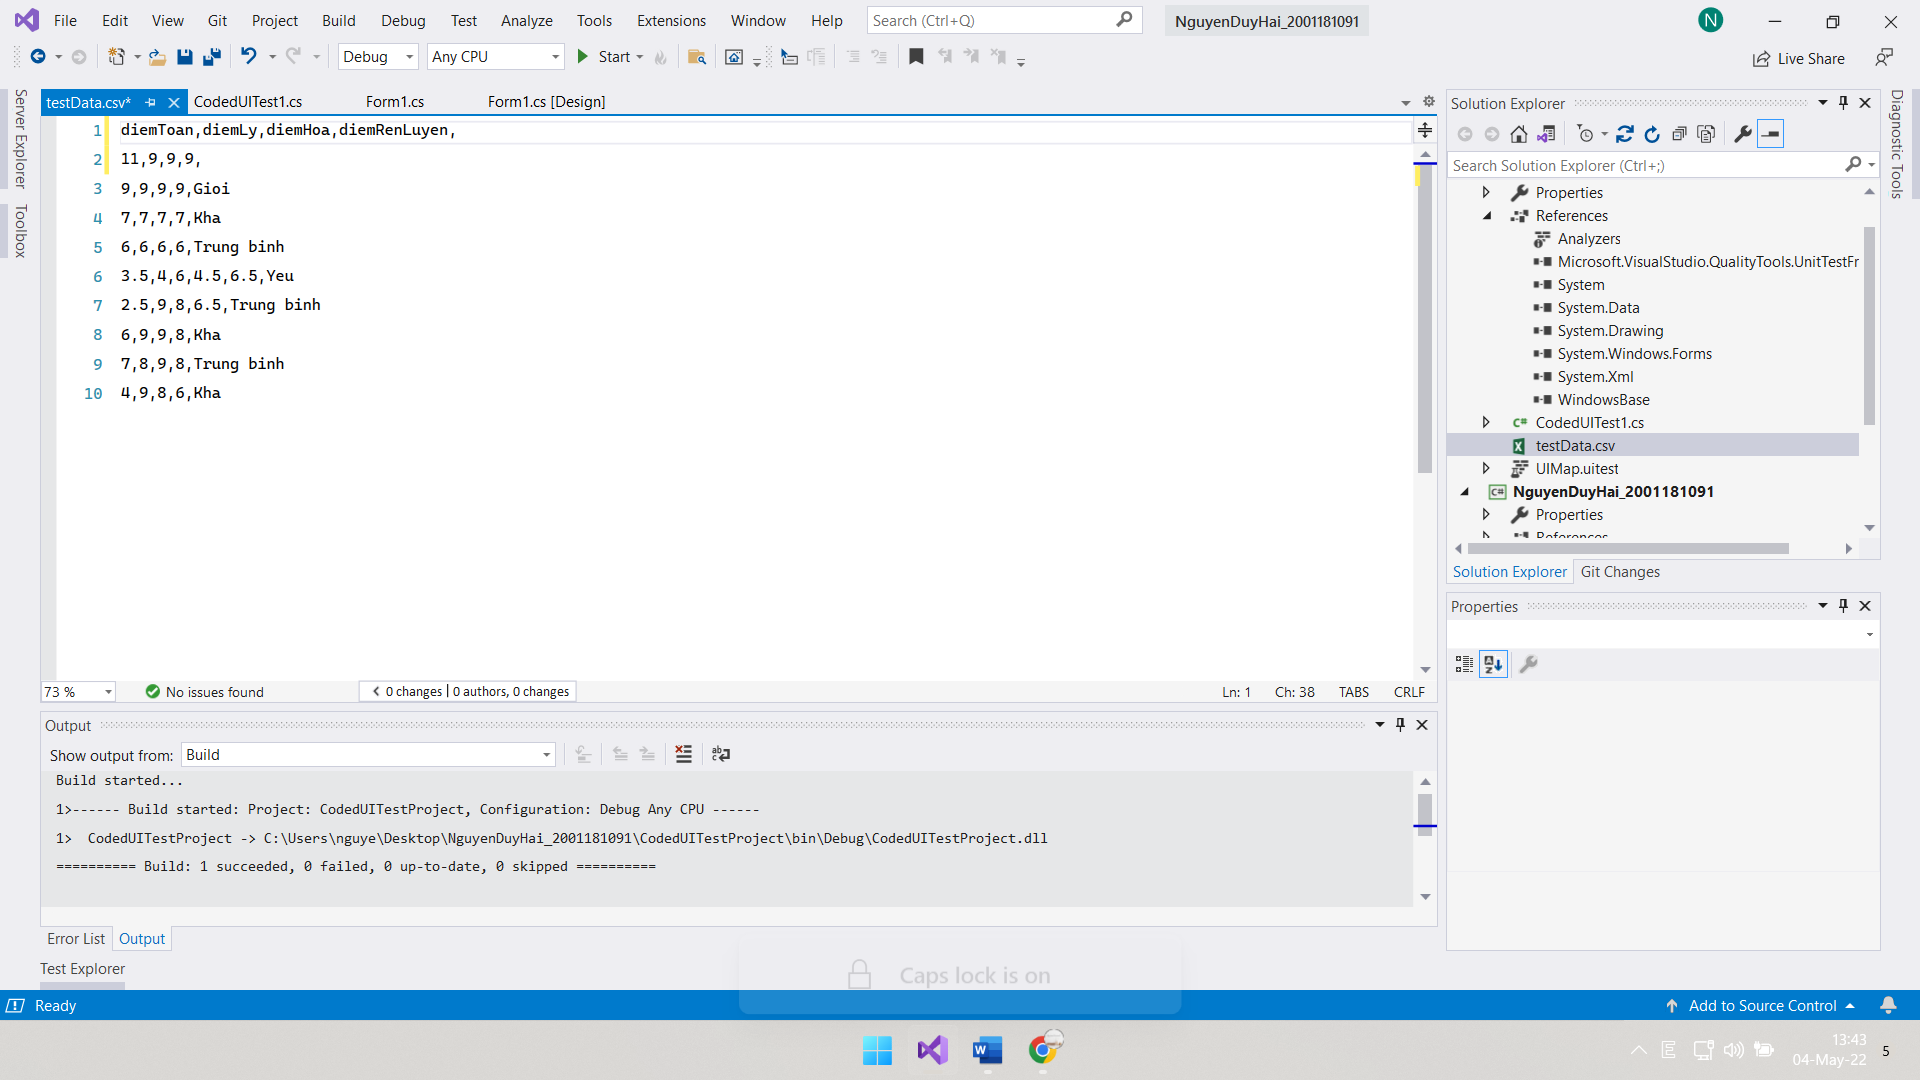 File Edit View Git Project Build Debug Test Analyze Tools Extensions Window Help Search (Ctrl+Q) NguyenDuyHai_2001181091 N
Debug Any CPU Start Live Share
Server Explorer
Toolbox
testData.csv* CodedUITest1.cs Form1.cs Form1.cs [Design]
1 diemToan,diemLy,diemHoa,diemRenLuyen,
2 11,9,9,9,
3 9,9,9,9,Gioi
4 7,7,7,7,Kha
5 6,6,6,6,Trung binh
6 3.5,4,6,4.5,6.5,Yeu
7 2.5,9,8,6.5,Trung binh
8 6,9,9,8,Kha
9 7,8,9,8,Trung binh
10 4,9,8,6,Kha
73 % No issues found 0 changes | 0 authors, 0 changes Ln: 1 Ch: 38 TABS CRLF
Output
Show output from: Build
Build started...
1>------ Build started: Project: CodedUITestProject, Configuration: Debug Any CPU ------
1>  CodedUITestProject -> C:\Users\nguye\Desktop\NguyenDuyHai_2001181091\CodedUITestProject\bin\Debug\CodedUITestProject.dll
========== Build: 1 succeeded, 0 failed, 0 up-to-date, 0 skipped ==========
Error List Output
Test Explorer
Solution Explorer
Search Solution Explorer (Ctrl+;)
Properties
References
Analyzers
Microsoft.VisualStudio.QualityTools.UnitTestFr
System
System.Data
System.Drawing
System.Windows.Forms
System.Xml
WindowsBase
CodedUITest1.cs
testData.csv
UIMap.uitest
NguyenDuyHai_2001181091
Properties
References
Solution Explorer Git Changes
Properties
Diagnostic Tools
Caps lock is on
Ready Add to Source Control
13:43
04-May-22 5